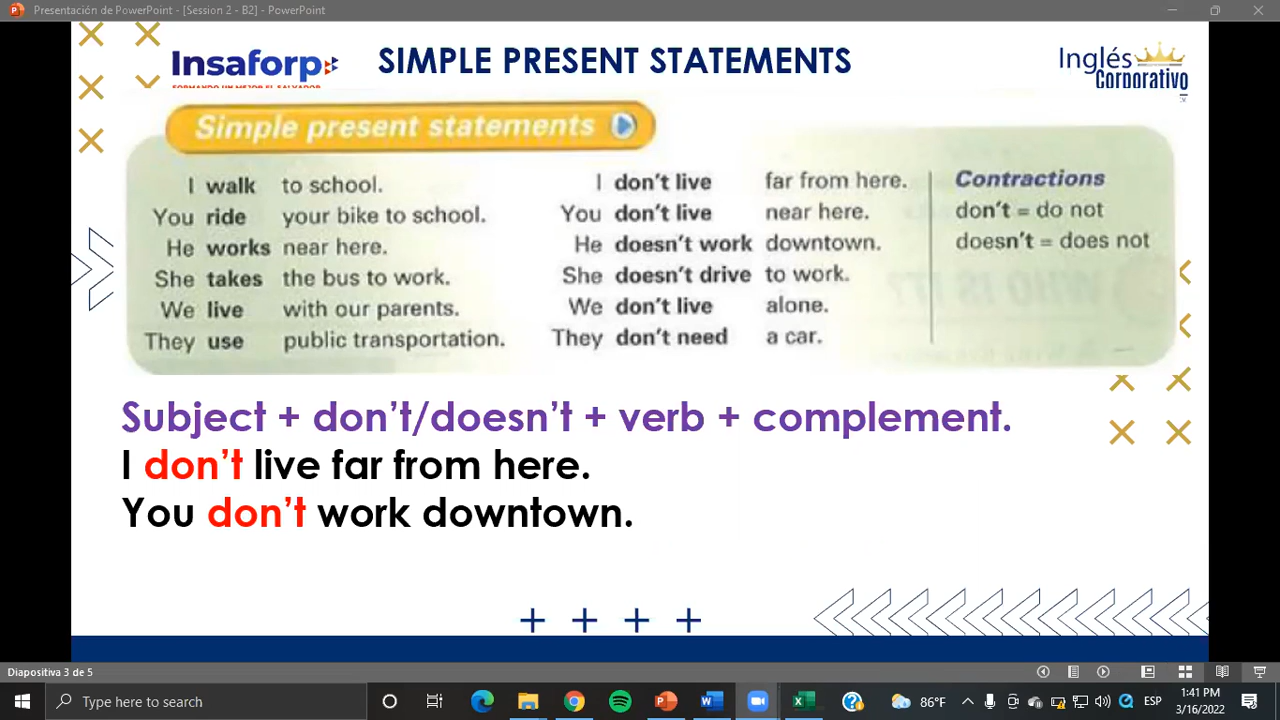 Presentación de PowerPoint - [Session 2 - B2] - PowerPoint
Insaforp
FORMANDO UN MEJOR EL SALVADOR
SIMPLE PRESENT STATEMENTS
Inglés
Corporativo
Simple present statements
I walk to school.
You ride your bike to school.
He works near here.
She takes the bus to work.
We live with our parents.
They use public transportation.
I don't live far from here.
You don't live near here.
He doesn't work downtown.
She doesn't drive to work.
We don't live alone.
They don't need a car.
Contractions
don't = do not
doesn't = does not
Subject + don't/doesn't + verb + complement.
I don't live far from here.
You don't work downtown.
Diapositiva 3 de 5
Type here to search
86°F
ESP
1:41 PM
3/16/2022